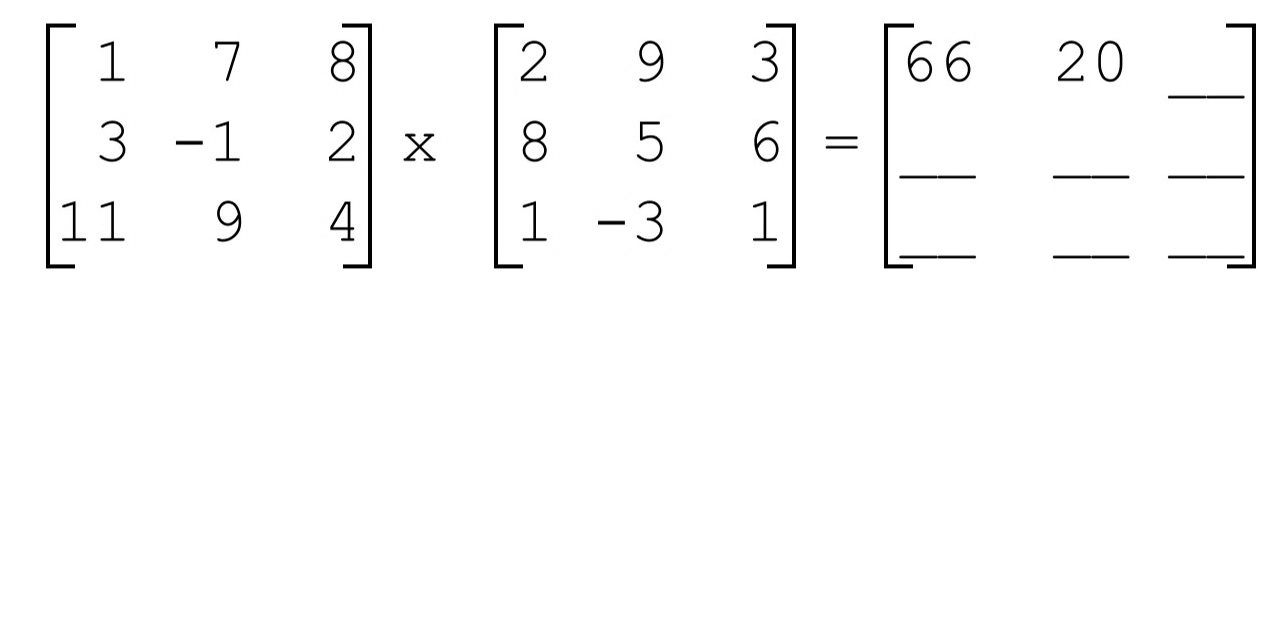 1 7 8 2 9 3 66 20 __
3 -1 2 x 8 5 6 = __ __ __
11 9 4 1 -3 1 __ __ __